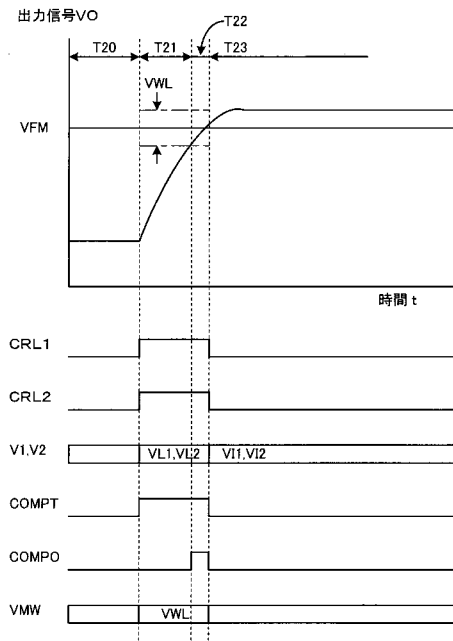 出力信号VO
T22
T20 T21 T23
VWL
VFM
時間 t
CRL1
CRL2
V1,V2 VL1,VL2 VI1,VI2
COMPT
COMPO
VMW VWL